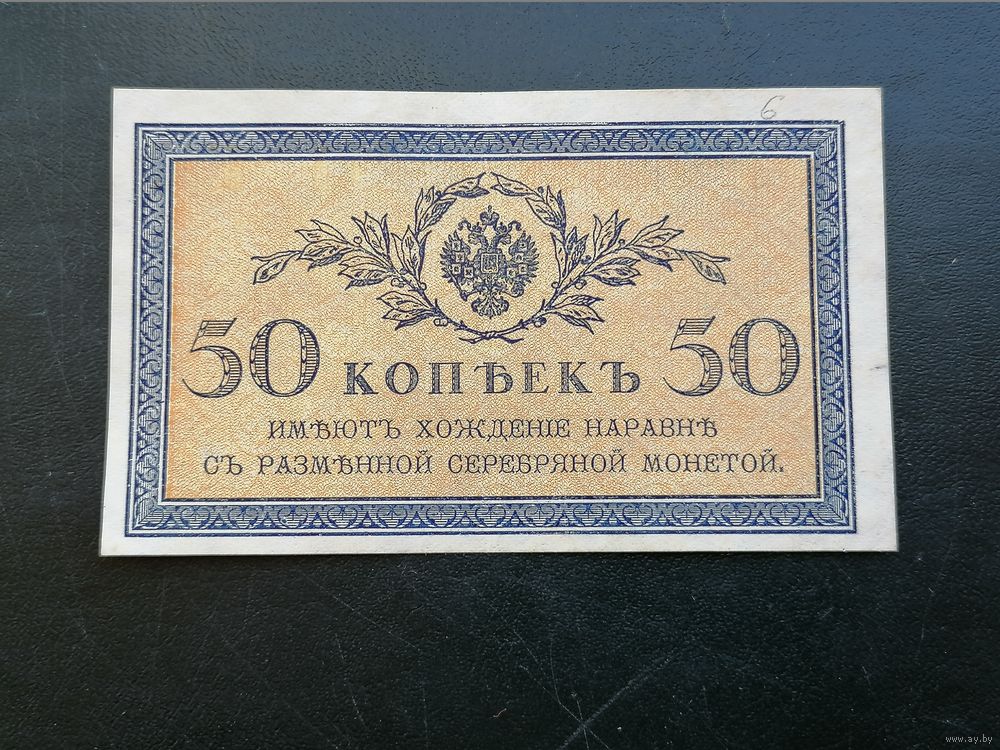 6
50 КОПѢЕКЪ 50
ИМѢЮТЪ ХОЖДЕНІЕ НАРАВНѢ
СЪ РАЗМѢННОЙ СЕРЕБРЯНОЙ МОНЕТОЙ.
www.ay.by